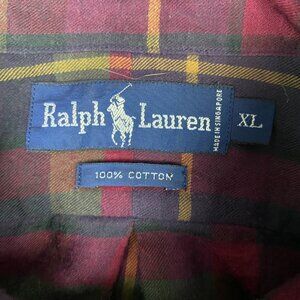 Ralph Lauren
MADE IN SINGAPORE
XL
100% COTTON